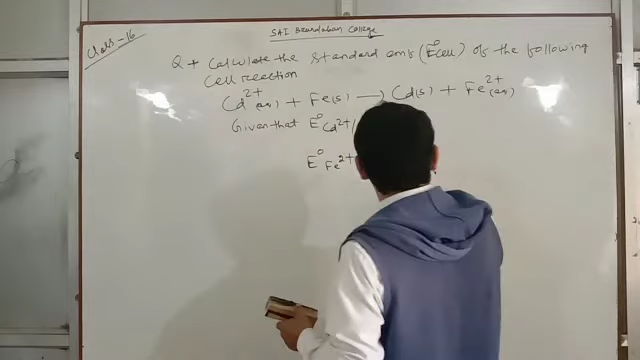 SAI Baurdaban College
Class - 16
Q → Calculate the Standard emf (E°cell) of the following
Cell reaction
Cd²⁺(aq) + Fe(s) → Cd(s) + Fe²⁺(aq)
Given that E°Cd²⁺/
E°Fe²⁺